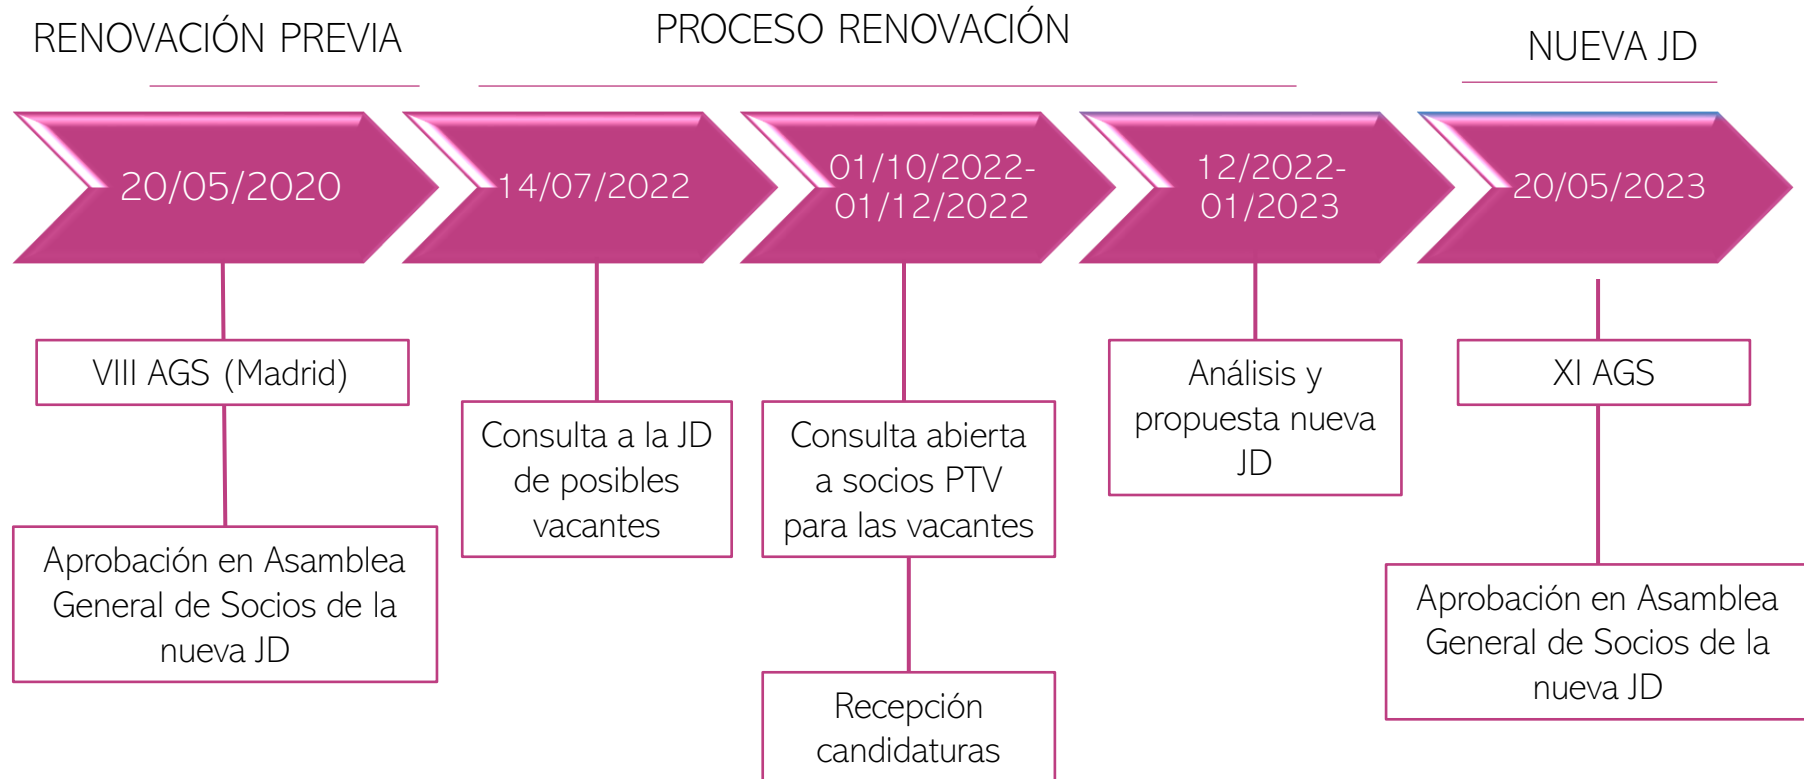 RENOVACIÓN PREVIA
PROCESO RENOVACIÓN
NUEVA JD
20/05/2020
14/07/2022
01/10/2022-
01/12/2022
12/2022-
01/2023
20/05/2023
VIII AGS (Madrid)
Aprobación en Asamblea
General de Socios de la
nueva JD
Consulta a la JD
de posibles
vacantes
Consulta abierta
a socios PTV
para las vacantes
Recepción
candidaturas
Análisis y
propuesta nueva
JD
XI AGS
Aprobación en Asamblea
General de Socios de la
nueva JD